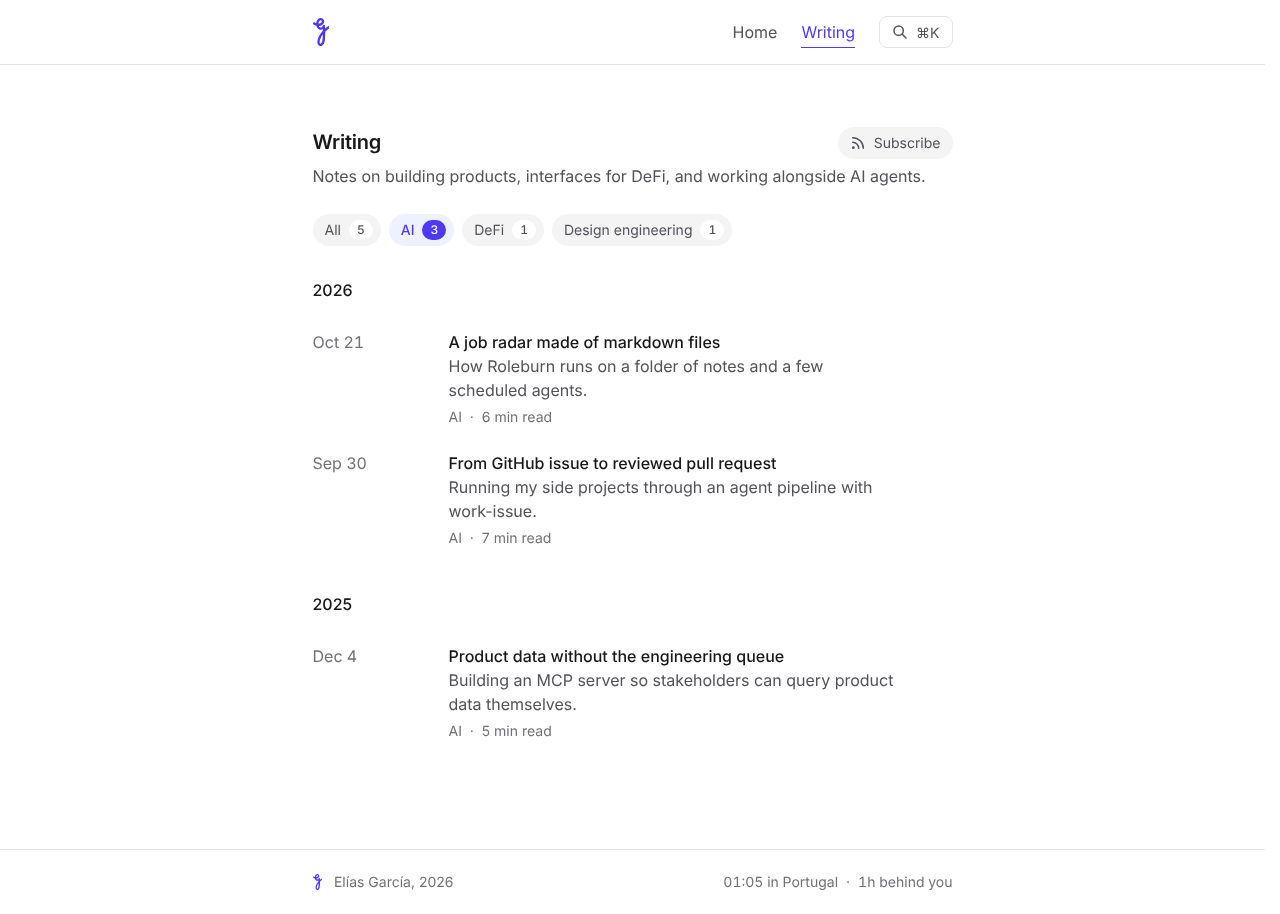 Home Writing ⌘K
Writing
Subscribe
Notes on building products, interfaces for DeFi, and working alongside AI agents.
All 5 AI 3 DeFi 1 Design engineering 1
2026
Oct 21
A job radar made of markdown files
How Roleburn runs on a folder of notes and a few
scheduled agents.
AI · 6 min read
Sep 30
From GitHub issue to reviewed pull request
Running my side projects through an agent pipeline with
work-issue.
AI · 7 min read
2025
Dec 4
Product data without the engineering queue
Building an MCP server so stakeholders can query product
data themselves.
AI · 5 min read
Elías García, 2026
01:05 in Portugal · 1h behind you